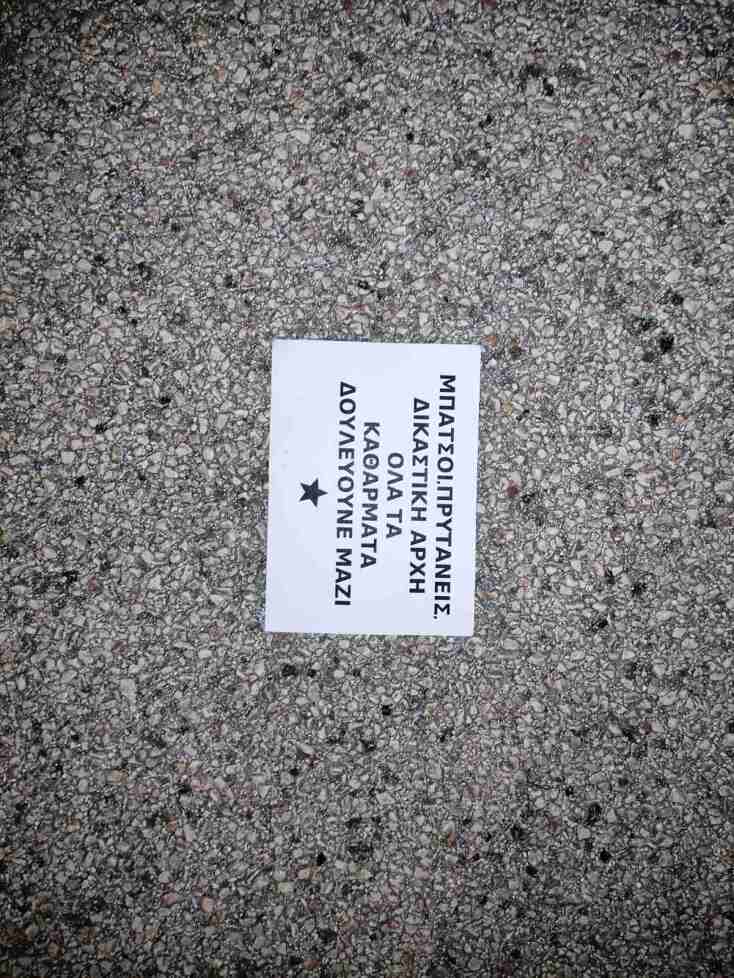 ΜΠΑΤΣΟΙ.ΠΡΥΤΑΝΕΙΣ.
ΔΙΚΑΣΤΙΚΗ ΑΡΧΗ
ΟΛΑ ΤΑ
ΚΑΘΑΡΜΑΤΑ
ΔΟΥΛΕΥΟΥΝΕ ΜΑΖΙ